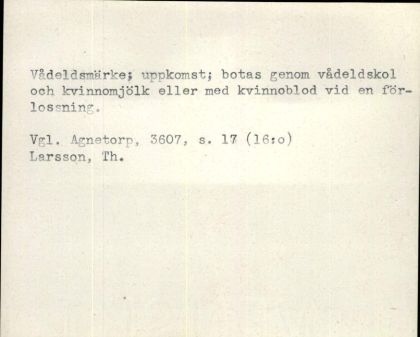 Vådeldsmärke; uppkomst; botas genom vådeldskol
och kvinnomjölk eller med kvinnoblod vid en för-
lossning.
Vgl. Agnetorp, 3607, s. 17 (16:o)
Larsson, Th.